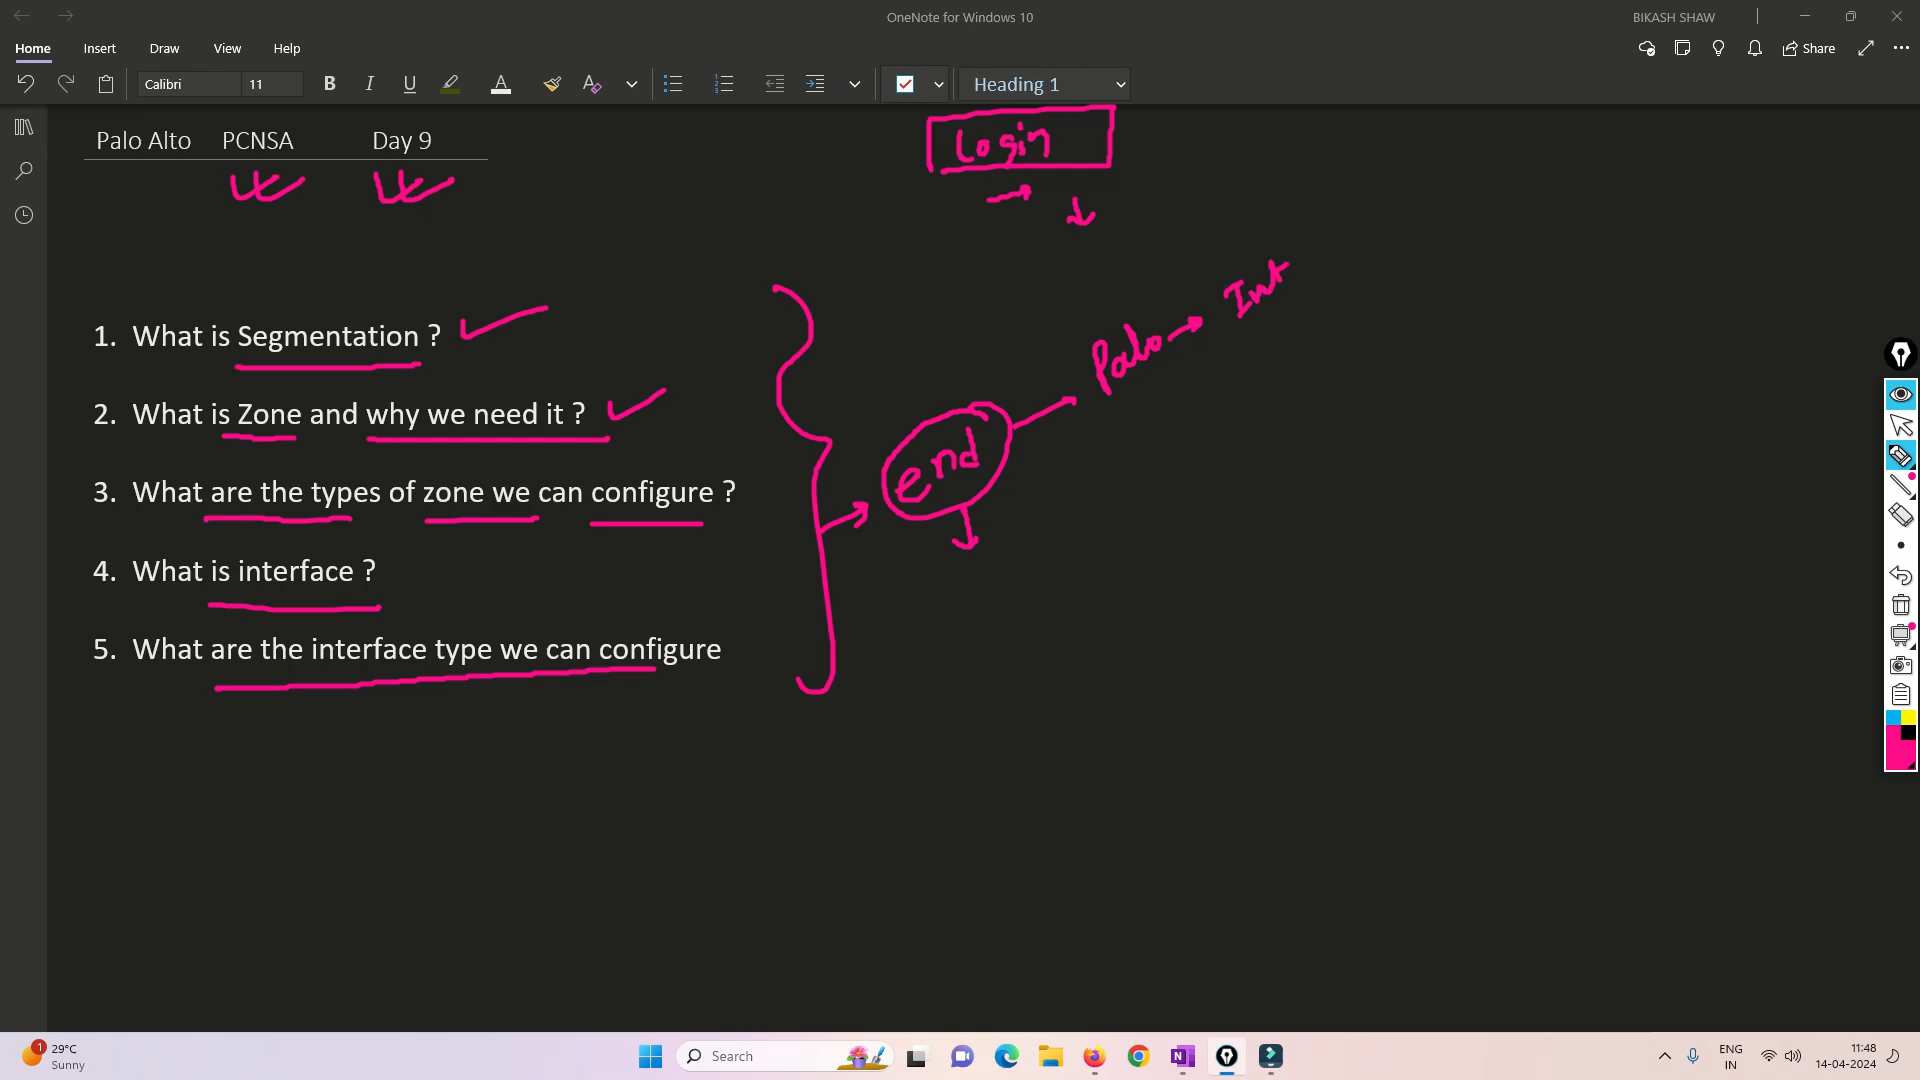 OneNote for Windows 10
BIKASH SHAW
Home Insert Draw View Help
Share
Calibri 11 B I U A A Heading 1
Palo Alto PCNSA Day 9
Login
1. What is Segmentation ?
2. What is Zone and why we need it ?
3. What are the types of zone we can configure ?
4. What is interface ?
5. What are the interface type we can configure
end
Palo
Int
1
29°C
Sunny
Search
N
ENG
IN
11:48
14-04-2024